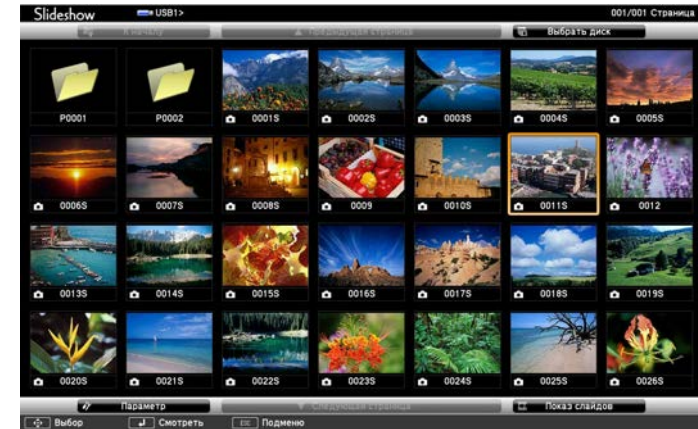 Slideshow USB1> 001/001 Страница
К началу Предыдущая страница Выбрать диск
P0001 P0002 0001S 0002S 0003S 0004S 0005S
0006S 0007S 0008S 0009 0010S 0011S 0012
0013S 0014S 0015S 0016S 0017S 0018S 0019S
0020S 0021S 0022S 0023S 0024S 0025S 0026S
Параметр Следующая страница Показ слайдов
Выбор Смотреть ESC Подменю